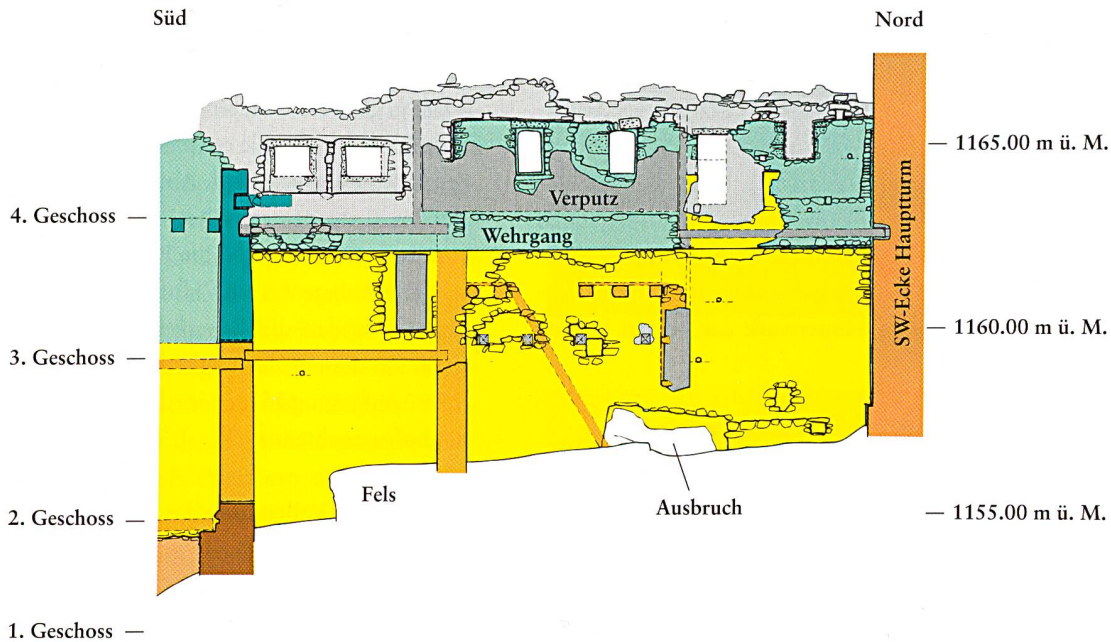 Süd
Nord
1165.00 m ü. M.
4. Geschoss
Verputz
Wehrgang
SW-Ecke Hauptturm
1160.00 m ü. M.
3. Geschoss
Fels
Ausbruch
2. Geschoss
1155.00 m ü. M.
1. Geschoss